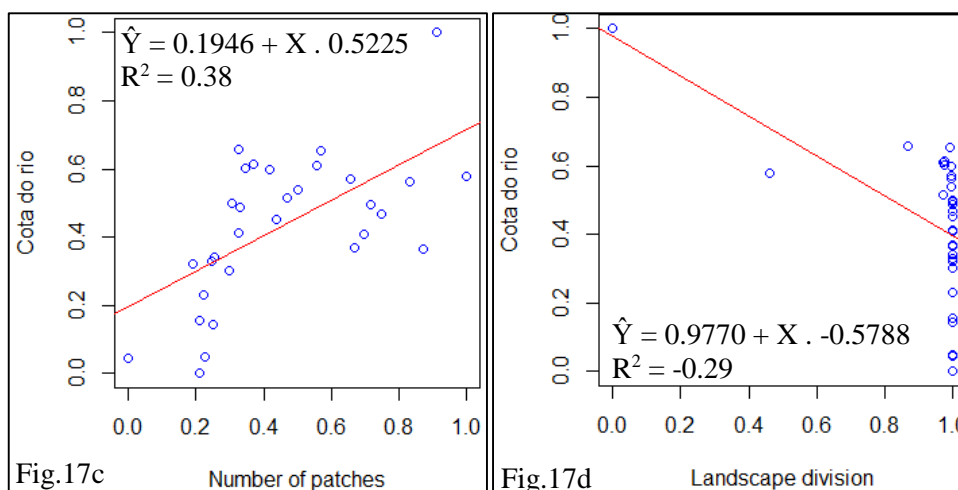 Ŷ = 0.1946 + X . 0.5225
R² = 0.38
Cota do rio
0.0 0.2 0.4 0.6 0.8 1.0
0.0 0.2 0.4 0.6 0.8 1.0
Fig.17c
Number of patches
Ŷ = 0.9770 + X . -0.5788
R² = -0.29
Cota do rio
0.0 0.2 0.4 0.6 0.8 1.0
0.0 0.2 0.4 0.6 0.8 1.0
Fig.17d
Landscape division